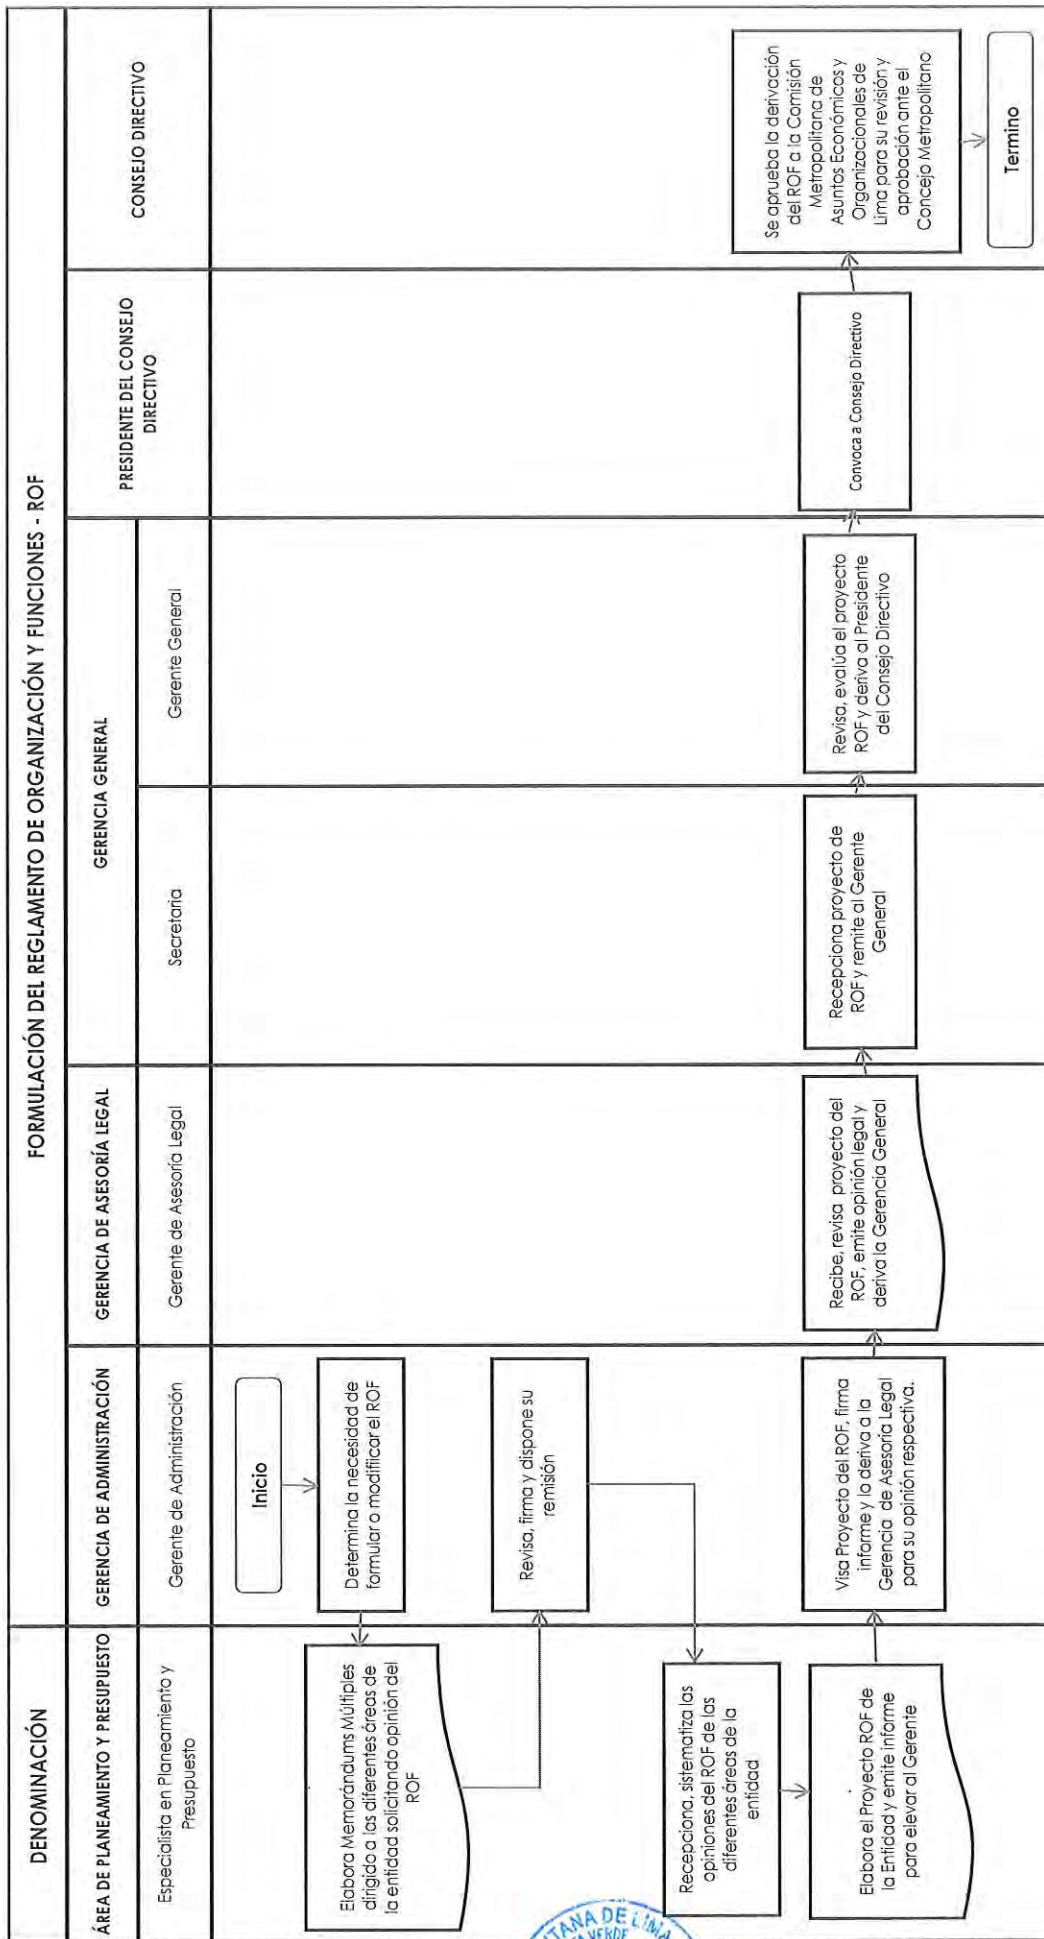 DENOMINACIÓN
FORMULACIÓN DEL REGLAMENTO DE ORGANIZACIÓN Y FUNCIONES - ROF
ÁREA DE PLANEAMIENTO Y PRESUPUESTO
GERENCIA DE ADMINISTRACIÓN
GERENCIA DE ASESORÍA LEGAL
GERENCIA GENERAL
PRESIDENTE DEL CONSEJO
DIRECTIVO
CONSEJO DIRECTIVO
Especialista en Planeamiento y
Presupuesto
Gerente de Administración
Gerente de Asesoría Legal
Secretaria
Gerente General
Inicio
Determina la necesidad de
formular o modifiicar el ROF
Elabora Memorándums Múltiples
dirigido a las diferentes áreas de
la entidad solicitando opinión del
ROF
Revisa, firma y dispone su
remisión
Recepciona, sistematiza las
opiniones del ROF de las
diferentes áreas de la
entidad
Elabora el Proyecto ROF de
la Entidad y emite informe
para elevar al Gerente
Visa Proyecto del ROF, firma
informe y lo deriva a la
Gerencia de Asesoría Legal
para su opinión respectiva.
Recibe, revisa proyecto del
ROF, emite opinión legal y
deriva la Gerencia General
Recepciona proyecto de
ROF y remite al Gerente
General
Revisa, evalúa el proyecto
ROF y deriva al Presidente
del Consejo Directivo
Convoca a Consejo Directivo
Se aprueba la derivación
del ROF a la Comisión
Metropolitana de
Asuntos Económicos y
Organizacionales de
Lima para su revisión y
aprobación ante el
Concejo Metropolitano
Termino
TANA DE LIMA
VERDE